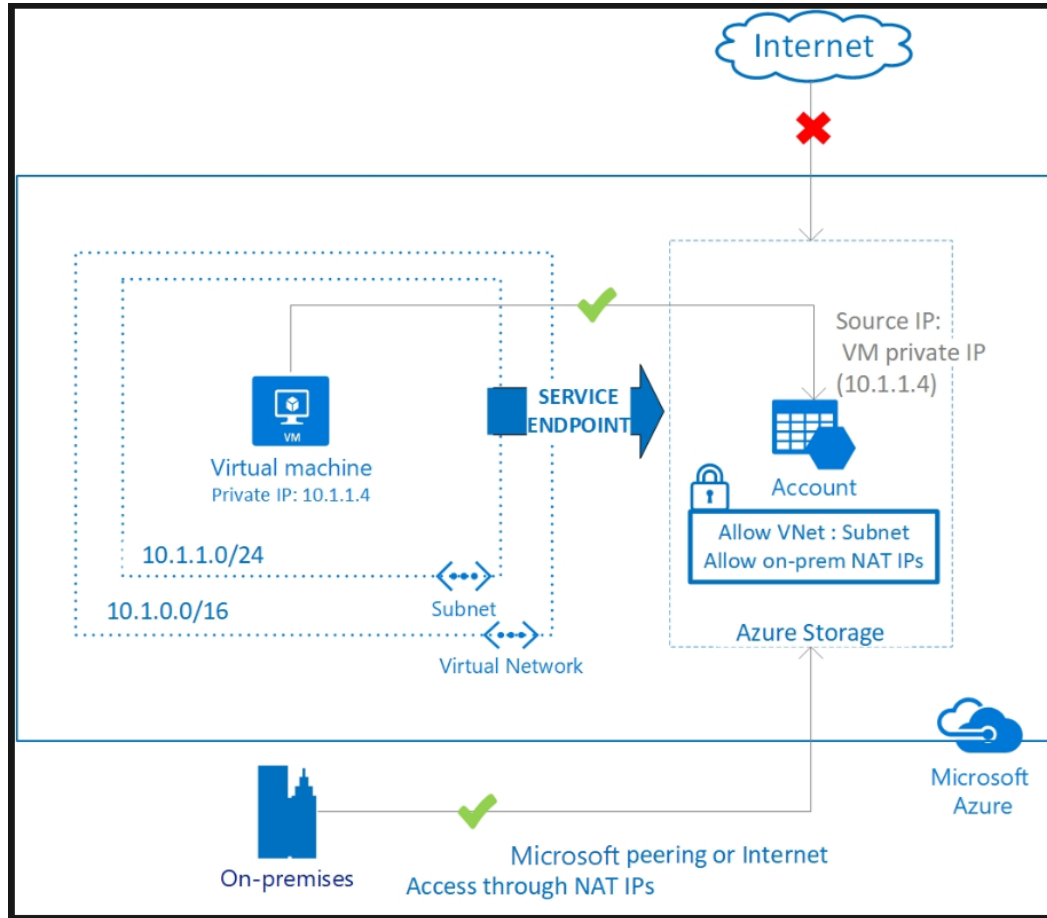 Internet
Source IP:
VM private IP
(10.1.1.4)
SERVICE
ENDPOINT
VM
Virtual machine
Private IP: 10.1.1.4
Account
Allow VNet : Subnet
Allow on-prem NAT IPs
10.1.1.0/24
Subnet
10.1.0.0/16
Azure Storage
Virtual Network
Microsoft
Azure
On-premises
Microsoft peering or Internet
Access through NAT IPs